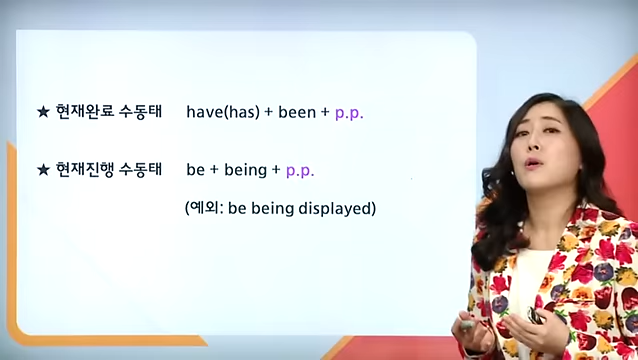 ★ 현재완료 수동태 have(has) + been + p.p.
★ 현재진행 수동태 be + being + p.p.
(예외: be being displayed)